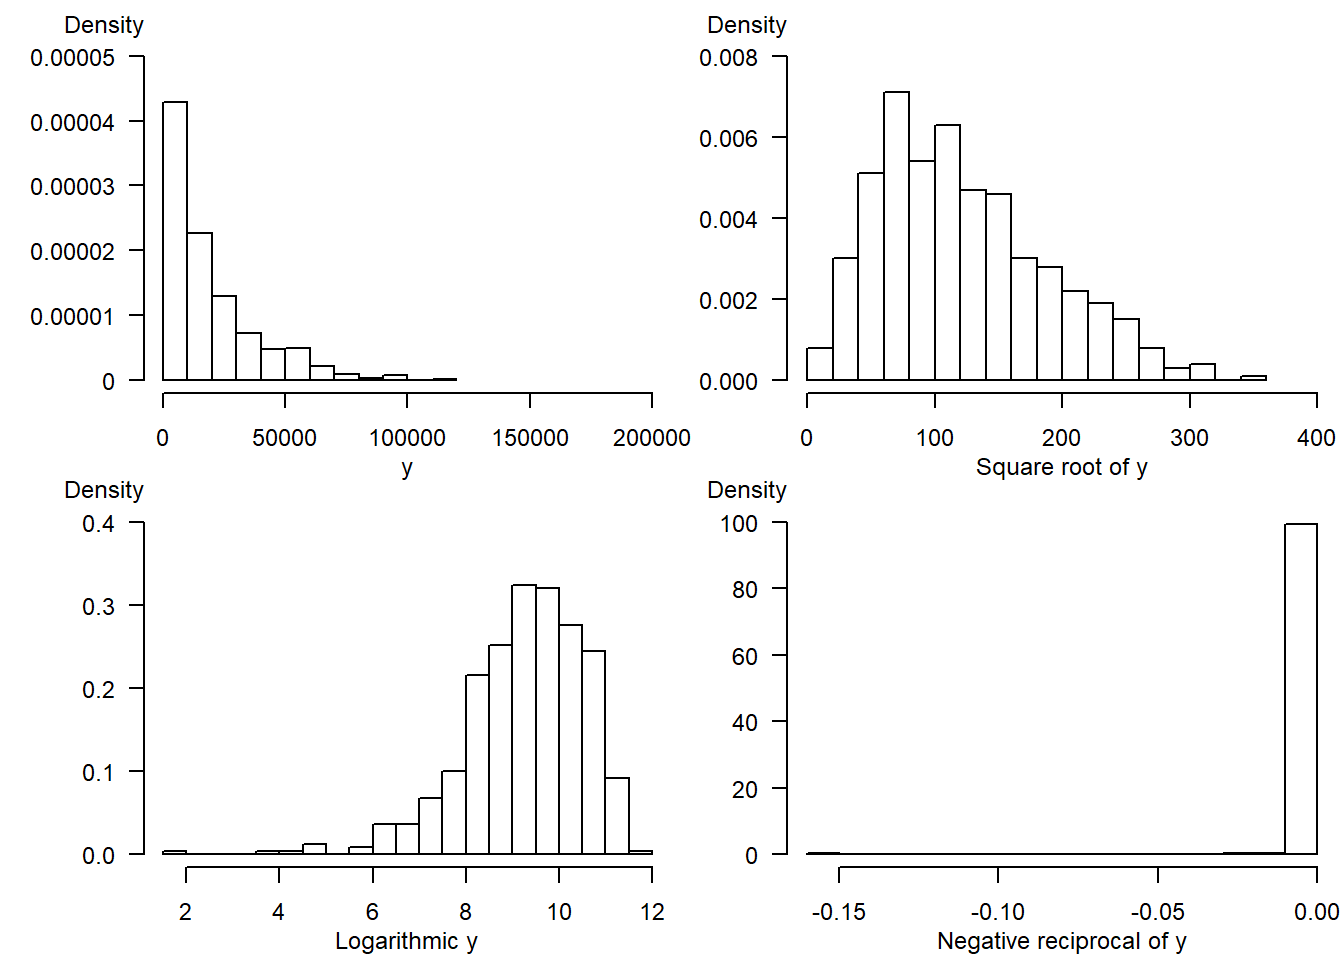 Density
0.00005
0.00004
0.00003
0.00002
0.00001
0
0 50000 100000 150000 200000
y
Density
0.008
0.006
0.004
0.002
0.000
0 100 200 300 400
Square root of y
Density
0.4
0.3
0.2
0.1
0.0
2 4 6 8 10 12
Logarithmic y
Density
100
80
60
40
20
0
-0.15 -0.10 -0.05 0.00
Negative reciprocal of y